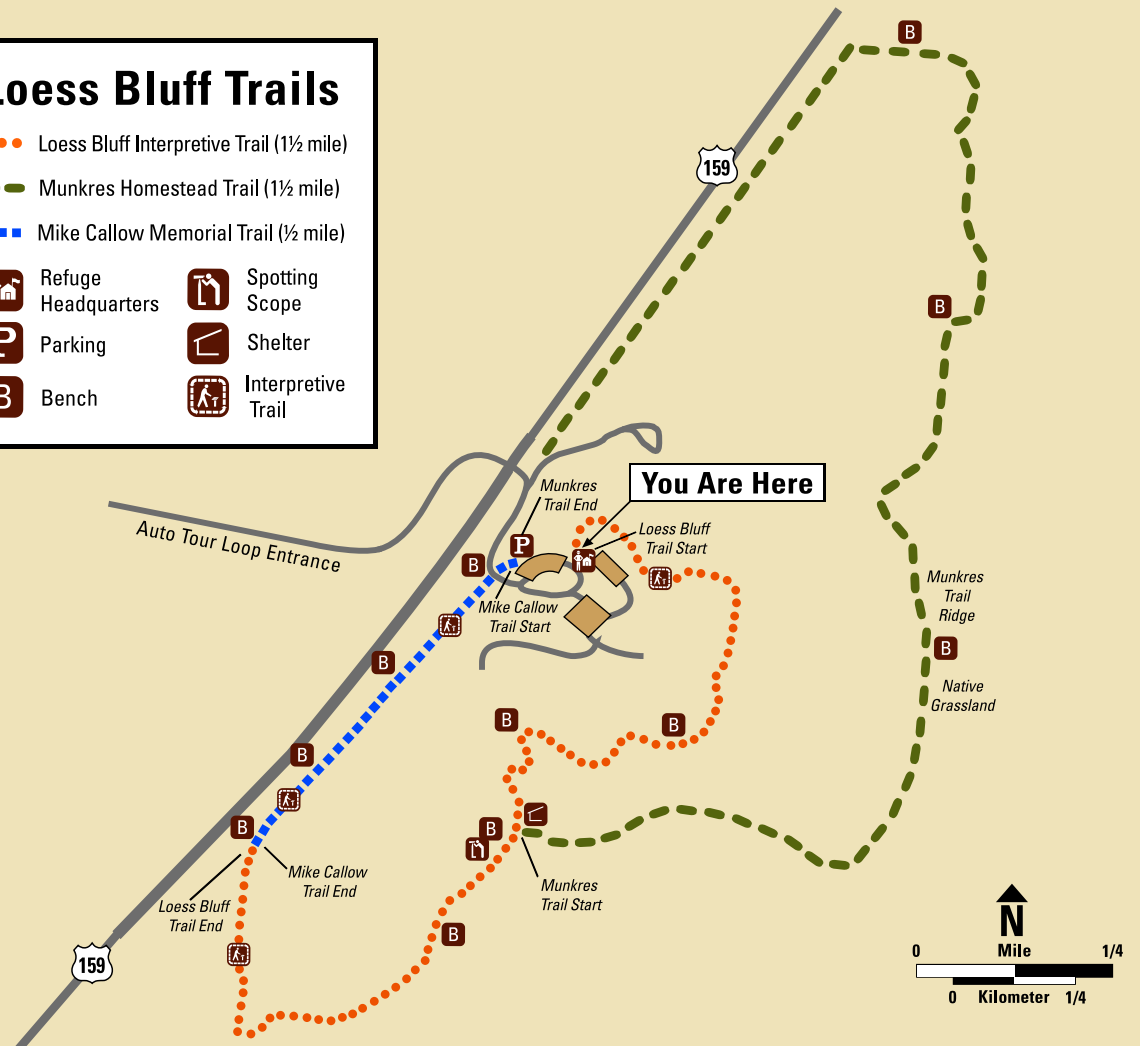 Loess Bluff Trails
Loess Bluff Interpretive Trail (1½ mile)
Munkres Homestead Trail (1½ mile)
Mike Callow Memorial Trail (½ mile)
Refuge
Headquarters
Spotting
Scope
P
Parking
Shelter
B
Bench
Interpretive
Trail
B
159
B
Auto Tour Loop Entrance
Munkres
Trail End
You Are Here
Loess Bluff
Trail Start
P
B
Mike Callow
Trail Start
Munkres
Trail
Ridge
B
Native
Grassland
B
B
B
B
B
B
Mike Callow
Trail End
Loess Bluff
Trail End
Munkres
Trail Start
B
159
N
0 Mile 1/4
0 Kilometer 1/4